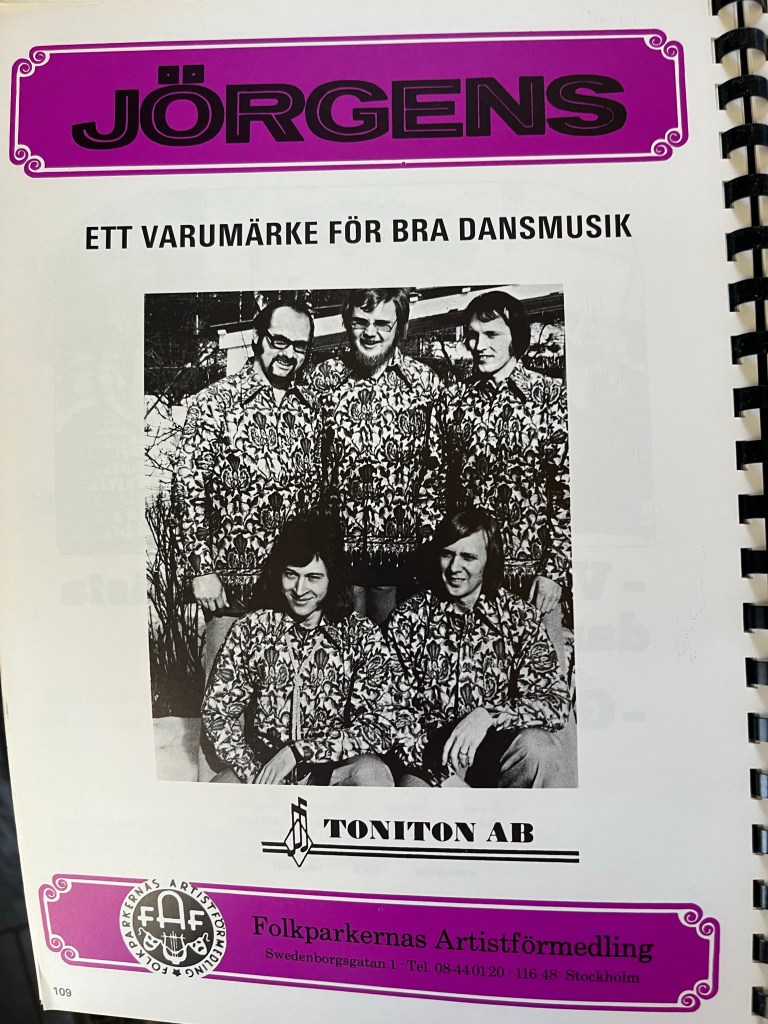 JÖRGENS
ETT VARUMÄRKE FÖR BRA DANSMUSIK
TONITON AB
FOLKPARKERNAS ARTISTFÖRMEDLING
FAF
Folkparkernas Artistförmedling
Swedenborgsgatan 1 · Tel. 08-44 01 20 · 116 48 Stockholm
109